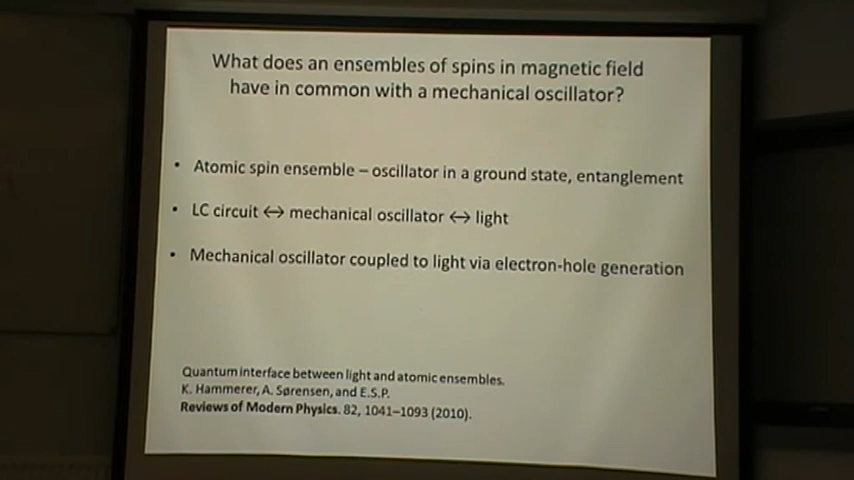 What does an ensembles of spins in magnetic field
have in common with a mechanical oscillator?
• Atomic spin ensemble – oscillator in a ground state, entanglement
• LC circuit ↔ mechanical oscillator ↔ light
• Mechanical oscillator coupled to light via electron-hole generation
Quantum interface between light and atomic ensembles.
K. Hammerer, A. Sørensen, and E.S.P.
Reviews of Modern Physics. 82, 1041–1093 (2010).